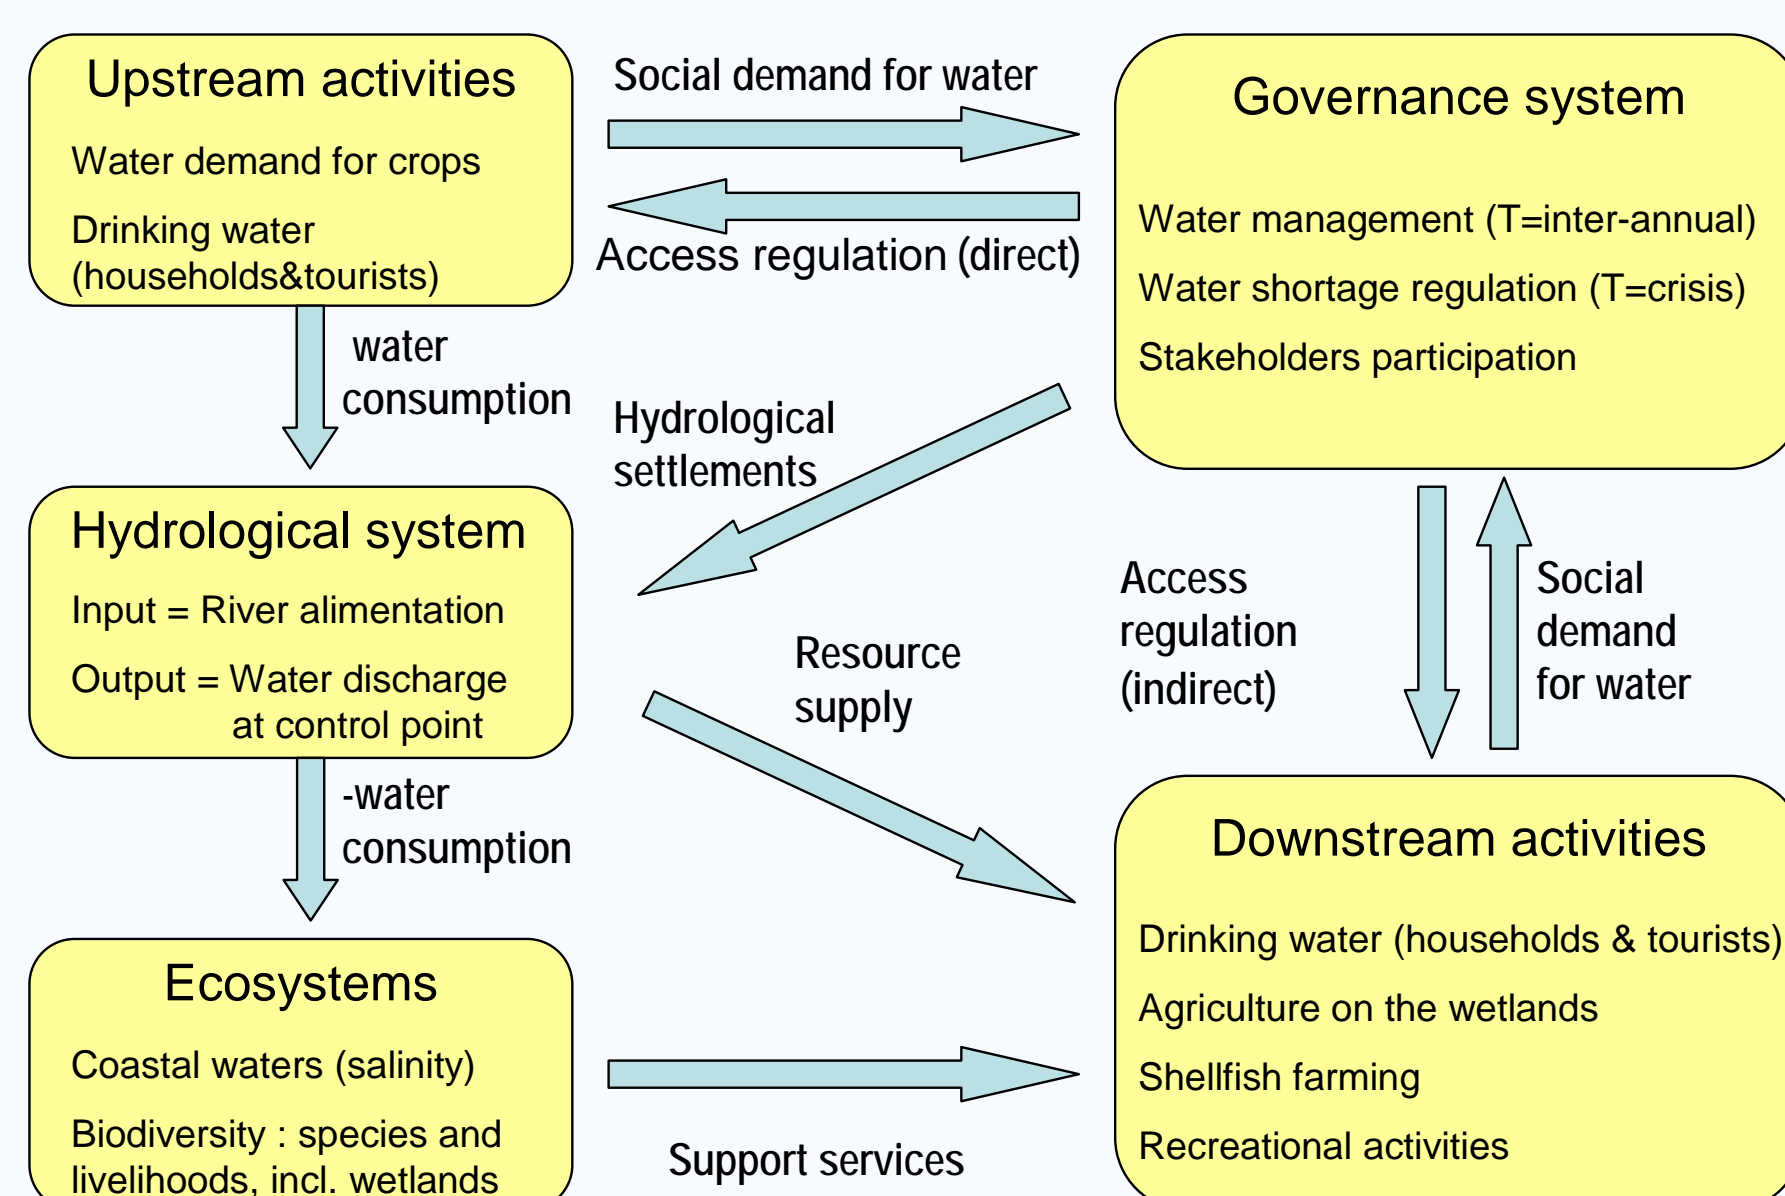 Upstream activities
Water demand for crops
Drinking water
(households&tourists)
Social demand for water
Access regulation (direct)
Governance system
Water management (T=inter-annual)
Water shortage regulation (T=crisis)
Stakeholders participation
water
consumption
Hydrological
settlements
Hydrological system
Input = River alimentation
Output = Water discharge
at control point
Resource
supply
Access
regulation
(indirect)
Social
demand
for water
-water
consumption
Ecosystems
Coastal waters (salinity)
Biodiversity : species and
livelihoods, incl. wetlands
Support services
Downstream activities
Drinking water (households & tourists)
Agriculture on the wetlands
Shellfish farming
Recreational activities